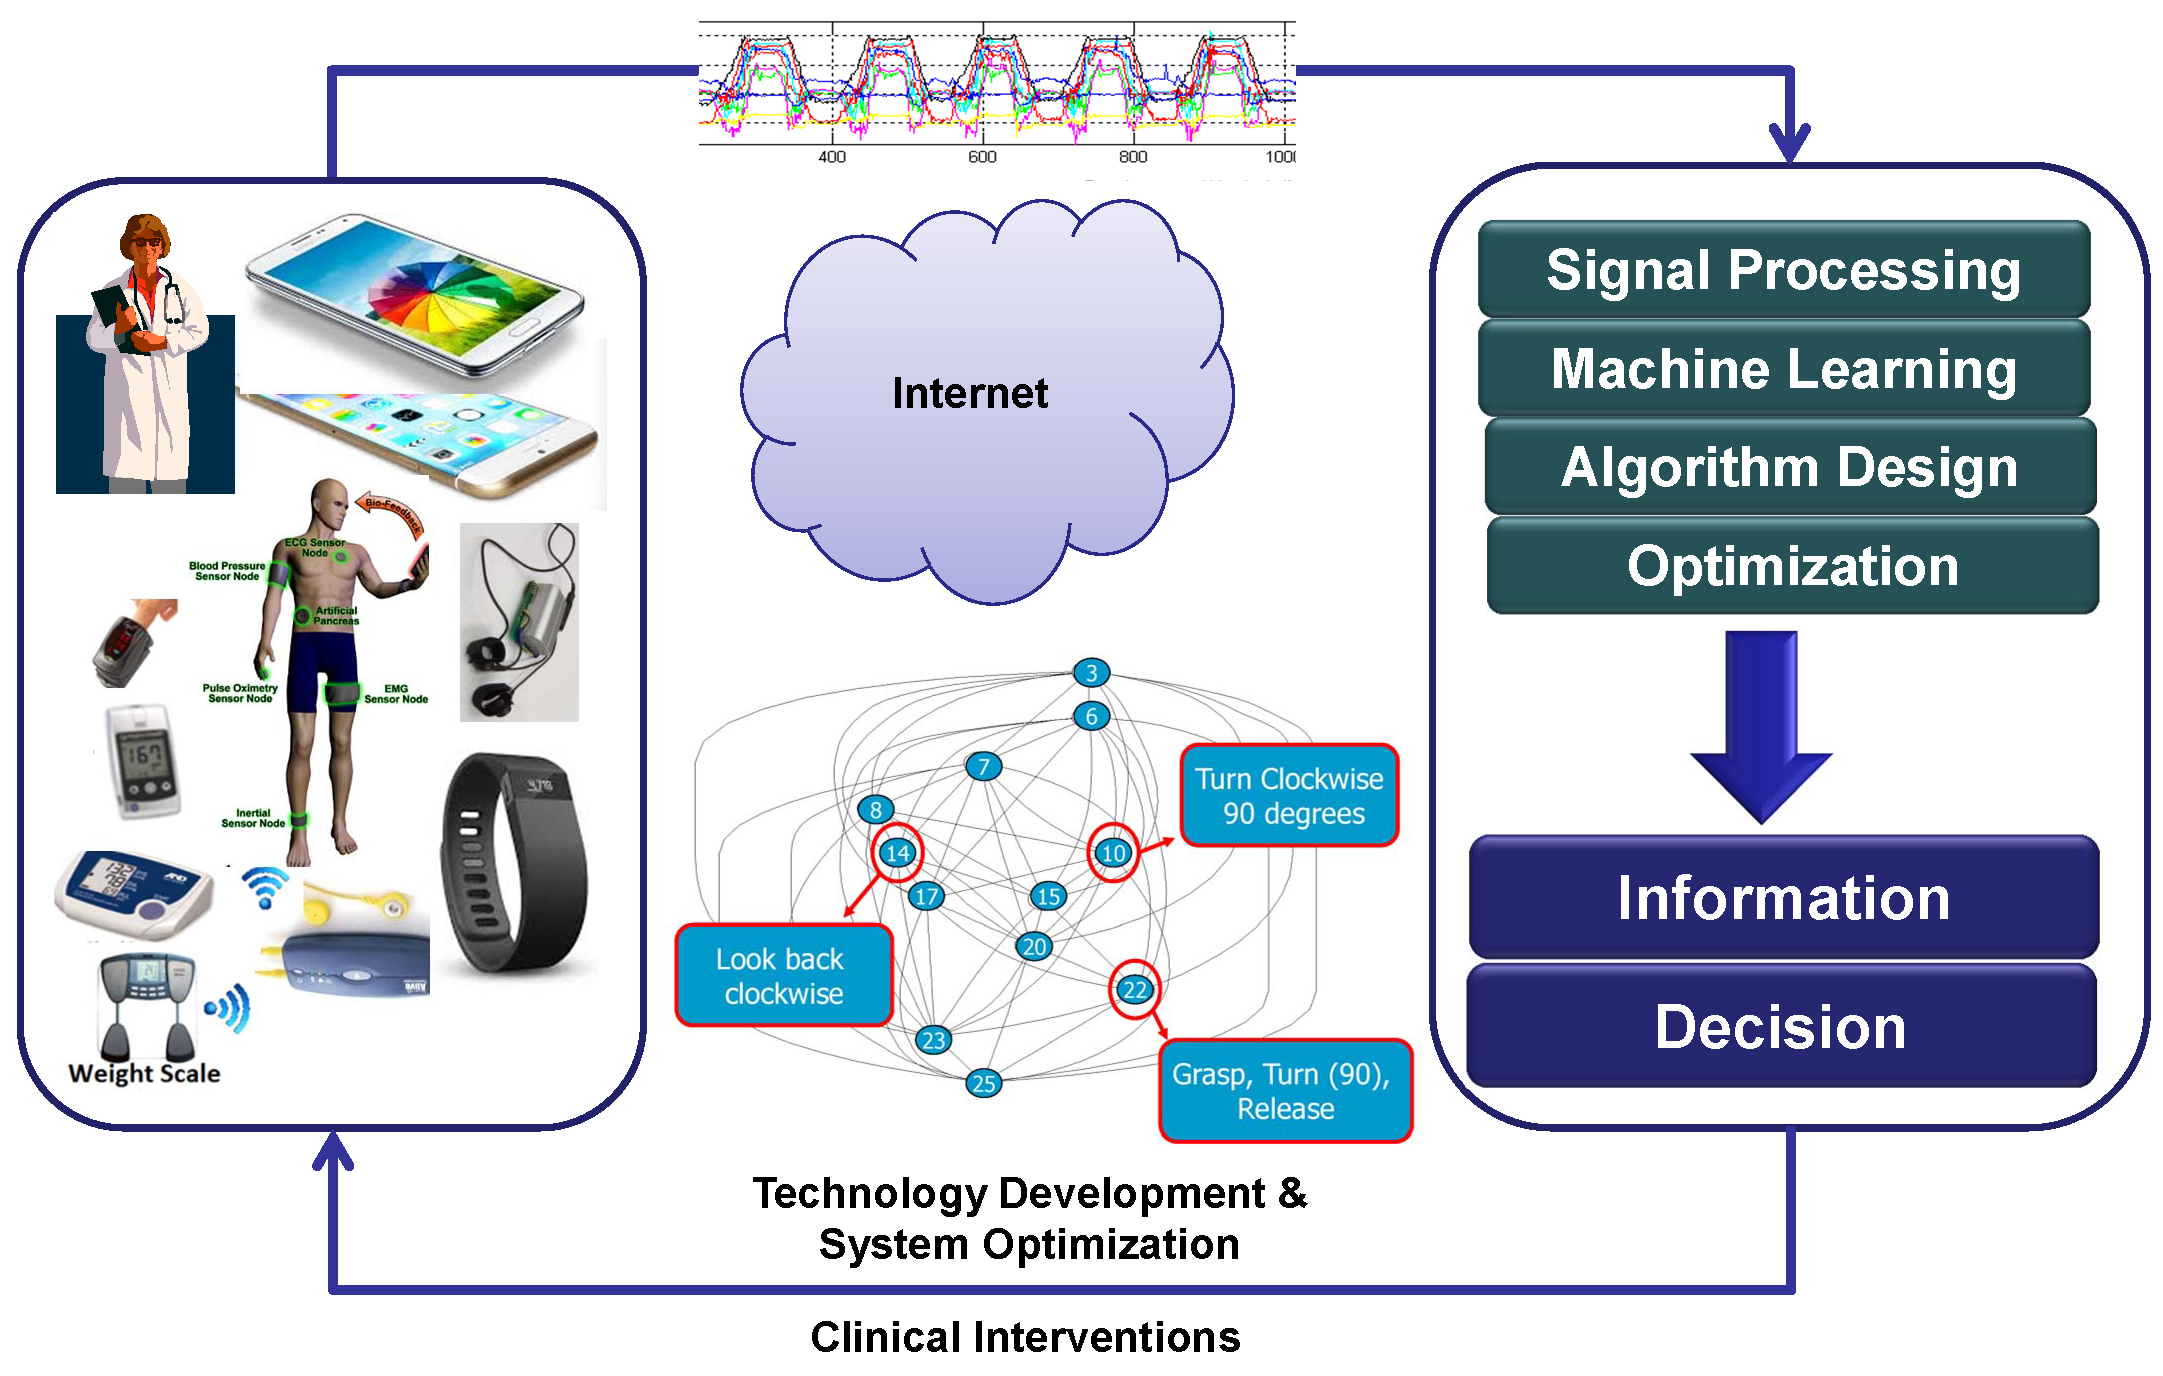 400
600
800
1000
Signal Processing
Machine Learning
Algorithm Design
Optimization
Information
Decision
Internet
Bio-Feedback
ECG Sensor
Node
Blood Pressure
Sensor Node
Artificial
Pancreas
Pulse Oximetry
Sensor Node
EMG
Sensor Node
Inertial
Sensor Node
167
AND
Alive
Weight Scale
3
6
7
8
14
10
17
15
20
22
23
25
Turn Clockwise
90 degrees
Look back
clockwise
Grasp, Turn (90),
Release
Technology Development &
System Optimization
Clinical Interventions